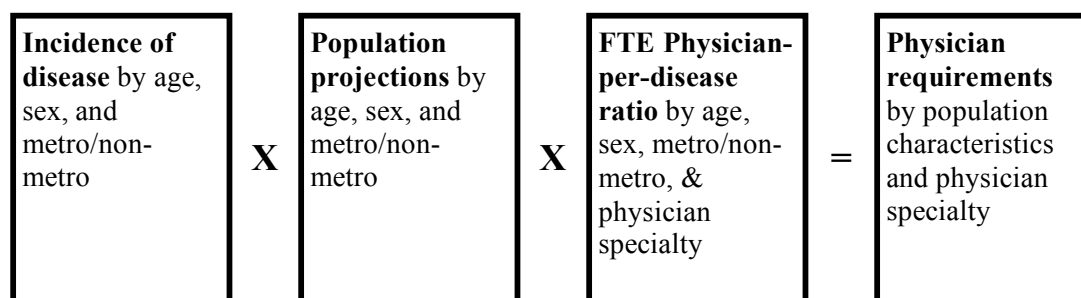 Incidence of
disease by age,
sex, and
metro/non-
metro
X
Population
projections by
age, sex, and
metro/non-
metro
X
FTE Physician-
per-disease
ratio by age,
sex, metro/non-
metro, &
physician
specialty
=
Physician
requirements
by population
characteristics
and physician
specialty